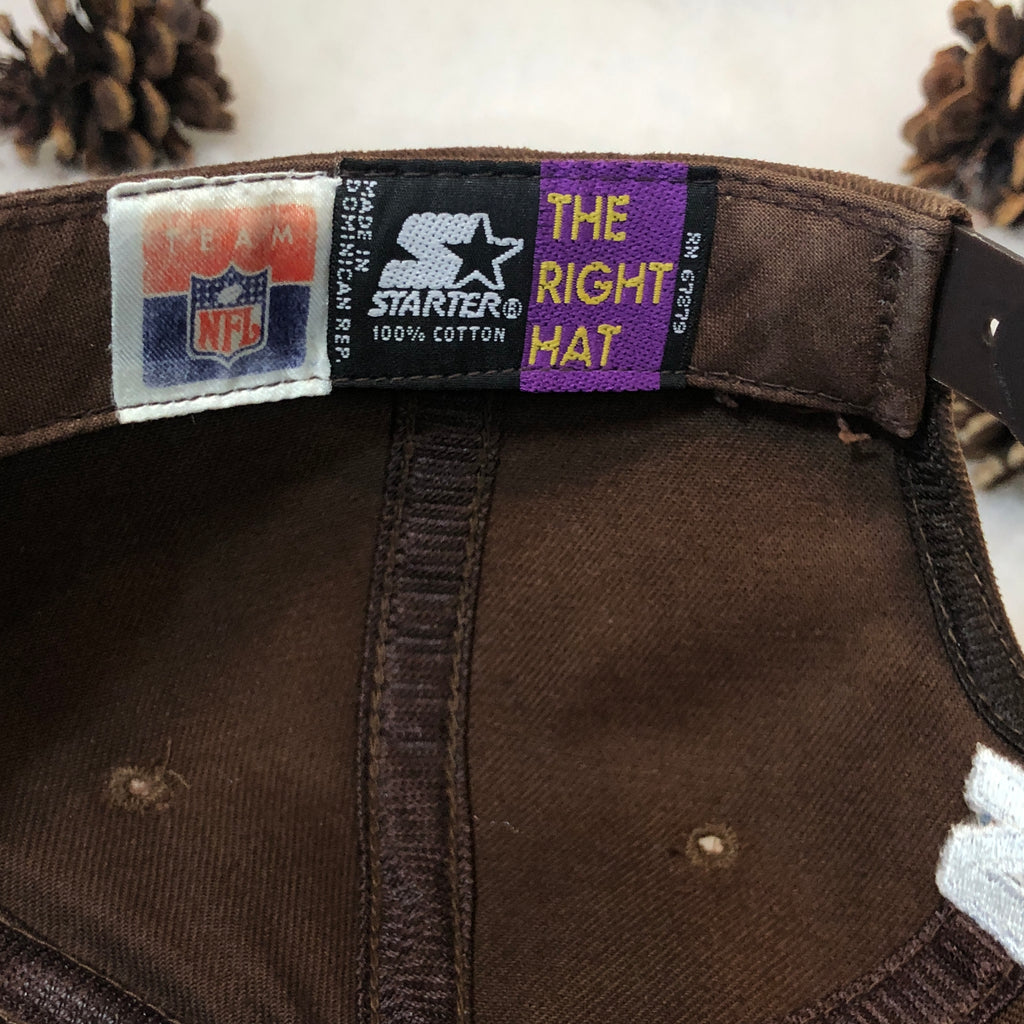 TEAM
NFL
MADE IN
DOMINICAN REP.
STARTER®
100% COTTON
THE
RIGHT
HAT
RN 67879